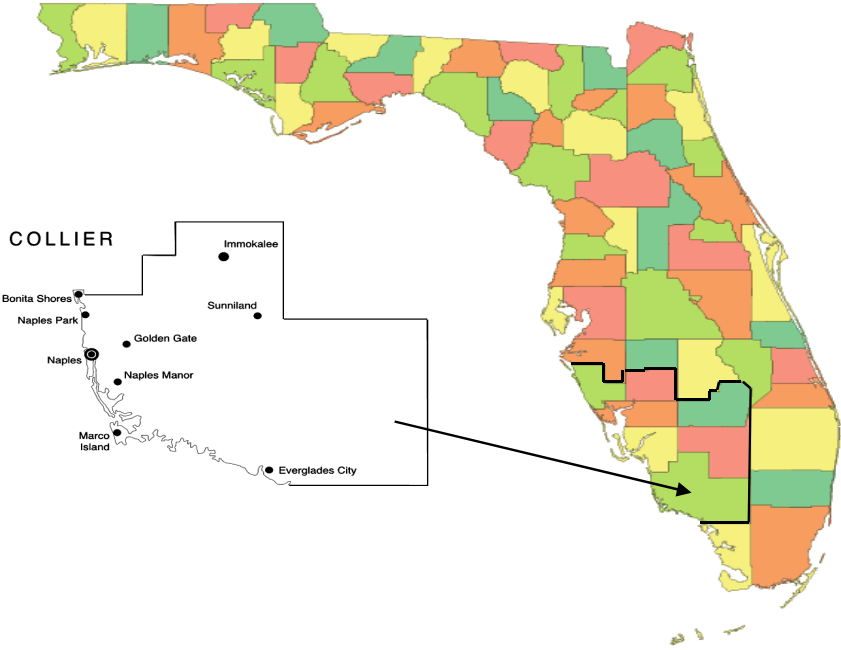 COLLIER
Immokalee
Bonita Shores
Sunniland
Naples Park
Golden Gate
Naples
Naples Manor
Marco
Island
Everglades City